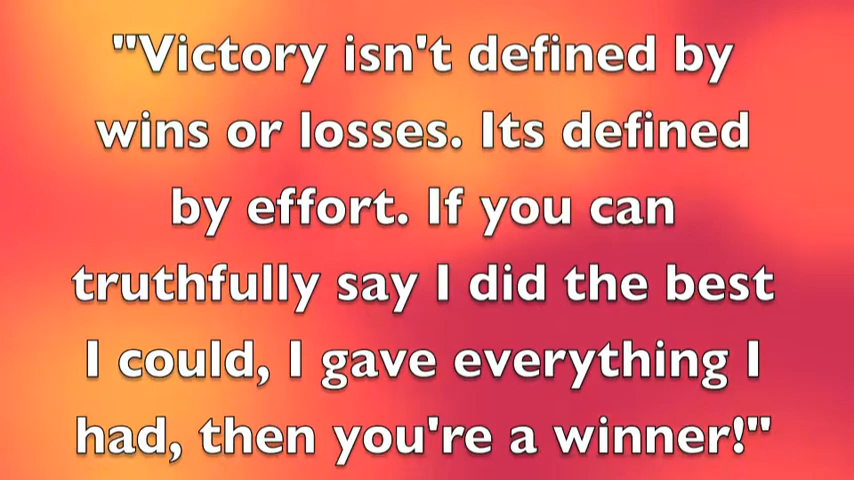 "Victory isn't defined by
wins or losses. Its defined
by effort. If you can
truthfully say I did the best
I could, I gave everything I
had, then you're a winner!"